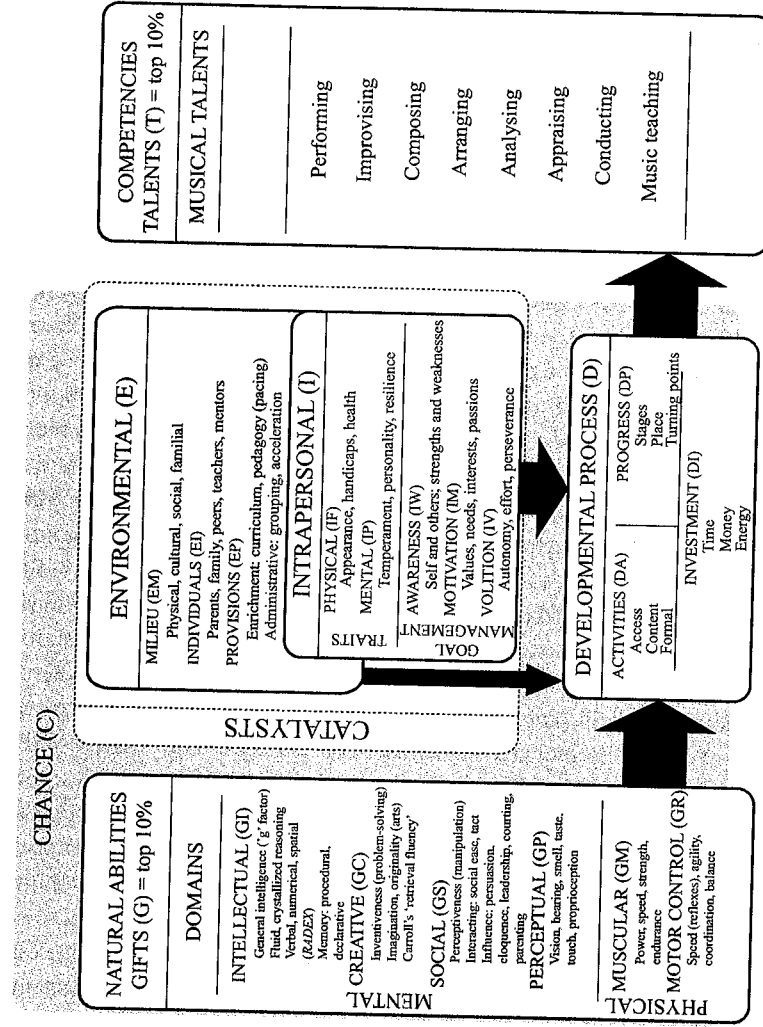 CHANCE (C)
NATURAL ABILITIES
GIFTS (G) = top 10%
DOMAINS
MENTAL
INTELLECTUAL (GI)
General intelligence ('g' factor)
Fluid, crystallized reasoning
Verbal, numerical, spatial
(RADEX)
Memory: procedural,
declarative
CREATIVE (GC)
Inventiveness (problem-solving)
Imagination, originality (arts)
Carroll's 'retrieval fluency'
SOCIAL (GS)
Perceptiveness (manipulation)
Interacting: social ease, tact
Influence: persuasion,
eloquence, leadership, courting,
parenting
PERCEPTUAL (GP)
Vision, hearing, smell, taste,
touch, proprioception
PHYSICAL
MUSCULAR (GM)
Power, speed, strength,
endurance
MOTOR CONTROL (GR)
Speed (reflexes), agility,
coordination, balance
CATALYSTS
ENVIRONMENTAL (E)
MILIEU (EM)
Physical, cultural, social, familial
INDIVIDUALS (EI)
Parents, family, peers, teachers, mentors
PROVISIONS (EP)
Enrichment: curriculum, pedagogy (pacing)
Administrative: grouping, acceleration
INTRAPERSONAL (I)
TRAITS
PHYSICAL (IF)
Appearance, handicaps, health
MENTAL (IP)
Temperament, personality, resilience
GOAL
MANAGEMENT
AWARENESS (IW)
Self and others; strengths and weaknesses
MOTIVATION (IM)
Values, needs, interests, passions
VOLITION (IV)
Autonomy, effort, perseverance
DEVELOPMENTAL PROCESS (D)
ACTIVITIES (DA)
Access
Content
Formal
PROGRESS (DP)
Stages
Place
Turning points
INVESTMENT (DI)
Time
Money
Energy
COMPETENCIES
TALENTS (T) = top 10%
MUSICAL TALENTS
Performing
Improvising
Composing
Arranging
Analysing
Appraising
Conducting
Music teaching